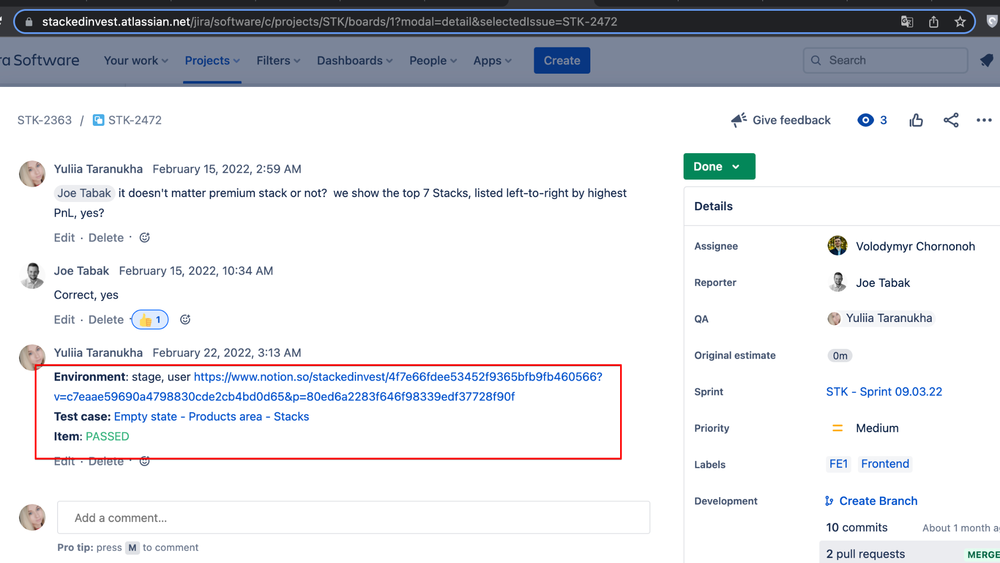 stackedinvest.atlassian.net/jira/software/c/projects/STK/boards/1?modal=detail&selectedIssue=STK-2472
Software Your work Projects Filters Dashboards People Apps Create Search
STK-2363 / STK-2472 Give feedback 3
Yuliia Taranukha February 15, 2022, 2:59 AM
Joe Tabak it doesn't matter premium stack or not? we show the top 7 Stacks, listed left-to-right by highest
PnL, yes?
Edit · Delete ·
Joe Tabak February 15, 2022, 10:34 AM
Correct, yes
Edit · Delete · 1
Yuliia Taranukha February 22, 2022, 3:13 AM
Environment: stage, user https://www.notion.so/stackedinvest/4f7e66fdee53452f9365bfb9fb460566?
v=c7eaae59690a4798830cde2cb4bd0d65&p=80ed6a2283f646f98339edf37728f90f
Test case: Empty state - Products area - Stacks
Item: PASSED
Edit · Delete ·
Add a comment...
Pro tip: press M to comment
Done
Details
Assignee Volodymyr Chornonoh
Reporter Joe Tabak
QA Yuliia Taranukha
Original estimate 0m
Sprint STK - Sprint 09.03.22
Priority Medium
Labels FE1 Frontend
Development Create Branch
10 commits About 1 month
2 pull requests MERGE